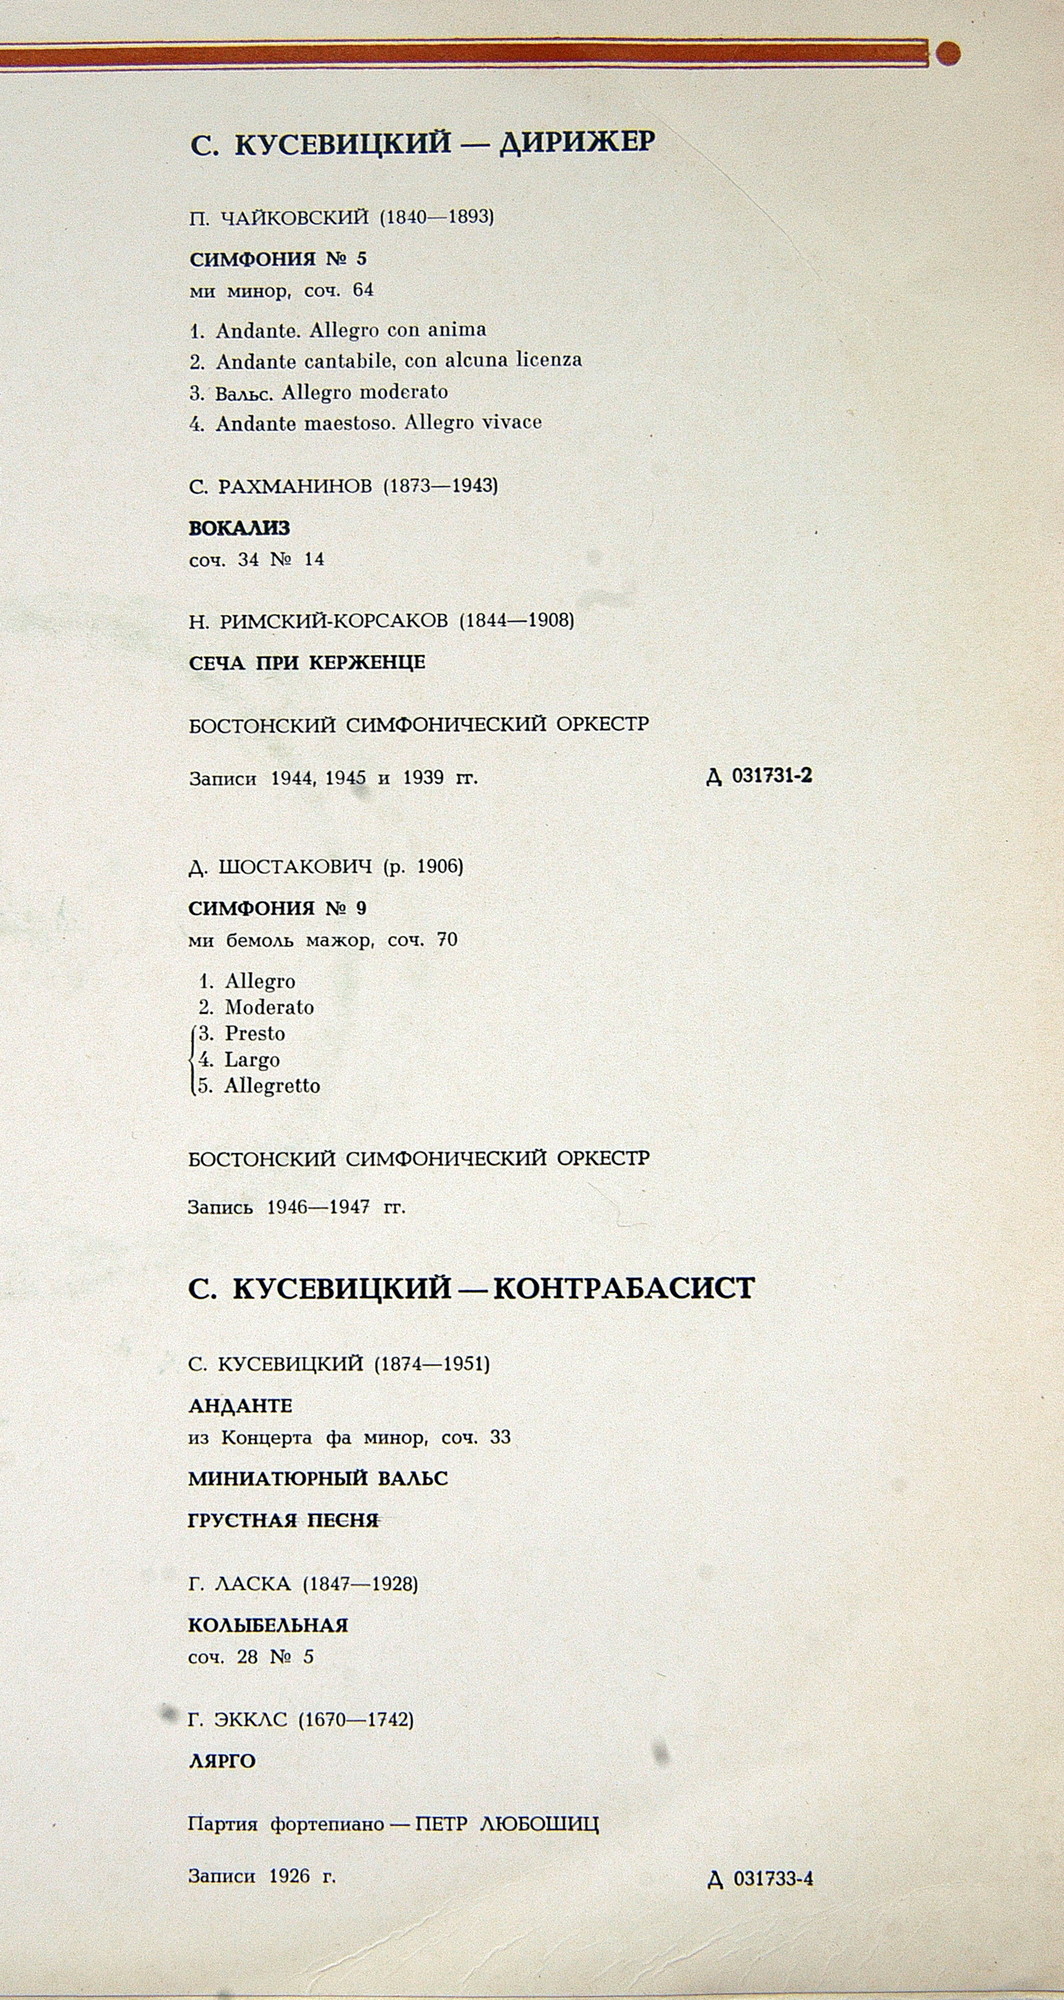 С. КУСЕВИЦКИЙ — ДИРИЖЕР
П. ЧАЙКОВСКИЙ (1840—1893)
СИМФОНИЯ № 5
ми минор, соч. 64
1. Andante. Allegro con anima
2. Andante cantabile, con alcuna licenza
3. Вальс. Allegro moderato
4. Andante maestoso. Allegro vivace
С. РАХМАНИНОВ (1873—1943)
ВОКАЛИЗ
соч. 34 № 14
Н. РИМСКИЙ-КОРСАКОВ (1844—1908)
СЕЧА ПРИ КЕРЖЕНЦЕ
БОСТОНСКИЙ СИМФОНИЧЕСКИЙ ОРКЕСТР
Записи 1944, 1945 и 1939 гг. Д 031731-2
Д. ШОСТАКОВИЧ (р. 1906)
СИМФОНИЯ № 9
ми бемоль мажор, соч. 70
1. Allegro
2. Moderato
3. Presto
4. Largo
5. Allegretto
БОСТОНСКИЙ СИМФОНИЧЕСКИЙ ОРКЕСТР
Запись 1946—1947 гг.
С. КУСЕВИЦКИЙ — КОНТРАБАСИСТ
С. КУСЕВИЦКИЙ (1874—1951)
АНДАНТЕ
из Концерта фа минор, соч. 33
МИНИАТЮРНЫЙ ВАЛЬС
ГРУСТНАЯ ПЕСНЯ
Г. ЛАСКА (1847—1928)
КОЛЫБЕЛЬНАЯ
соч. 28 № 5
Г. ЭККЛС (1670—1742)
ЛЯРГО
Партия фортепиано — ПЕТР ЛЮБОШИЦ
Записи 1926 г. Д 031733-4